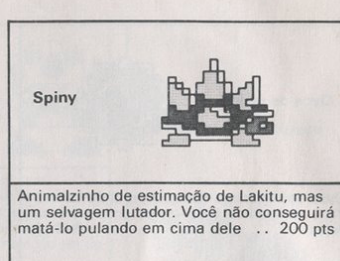 Spiny
Animalzinho de estimação de Lakitu, mas
um selvagem lutador. Você não conseguirá
matá-lo pulando em cima dele .. 200 pts